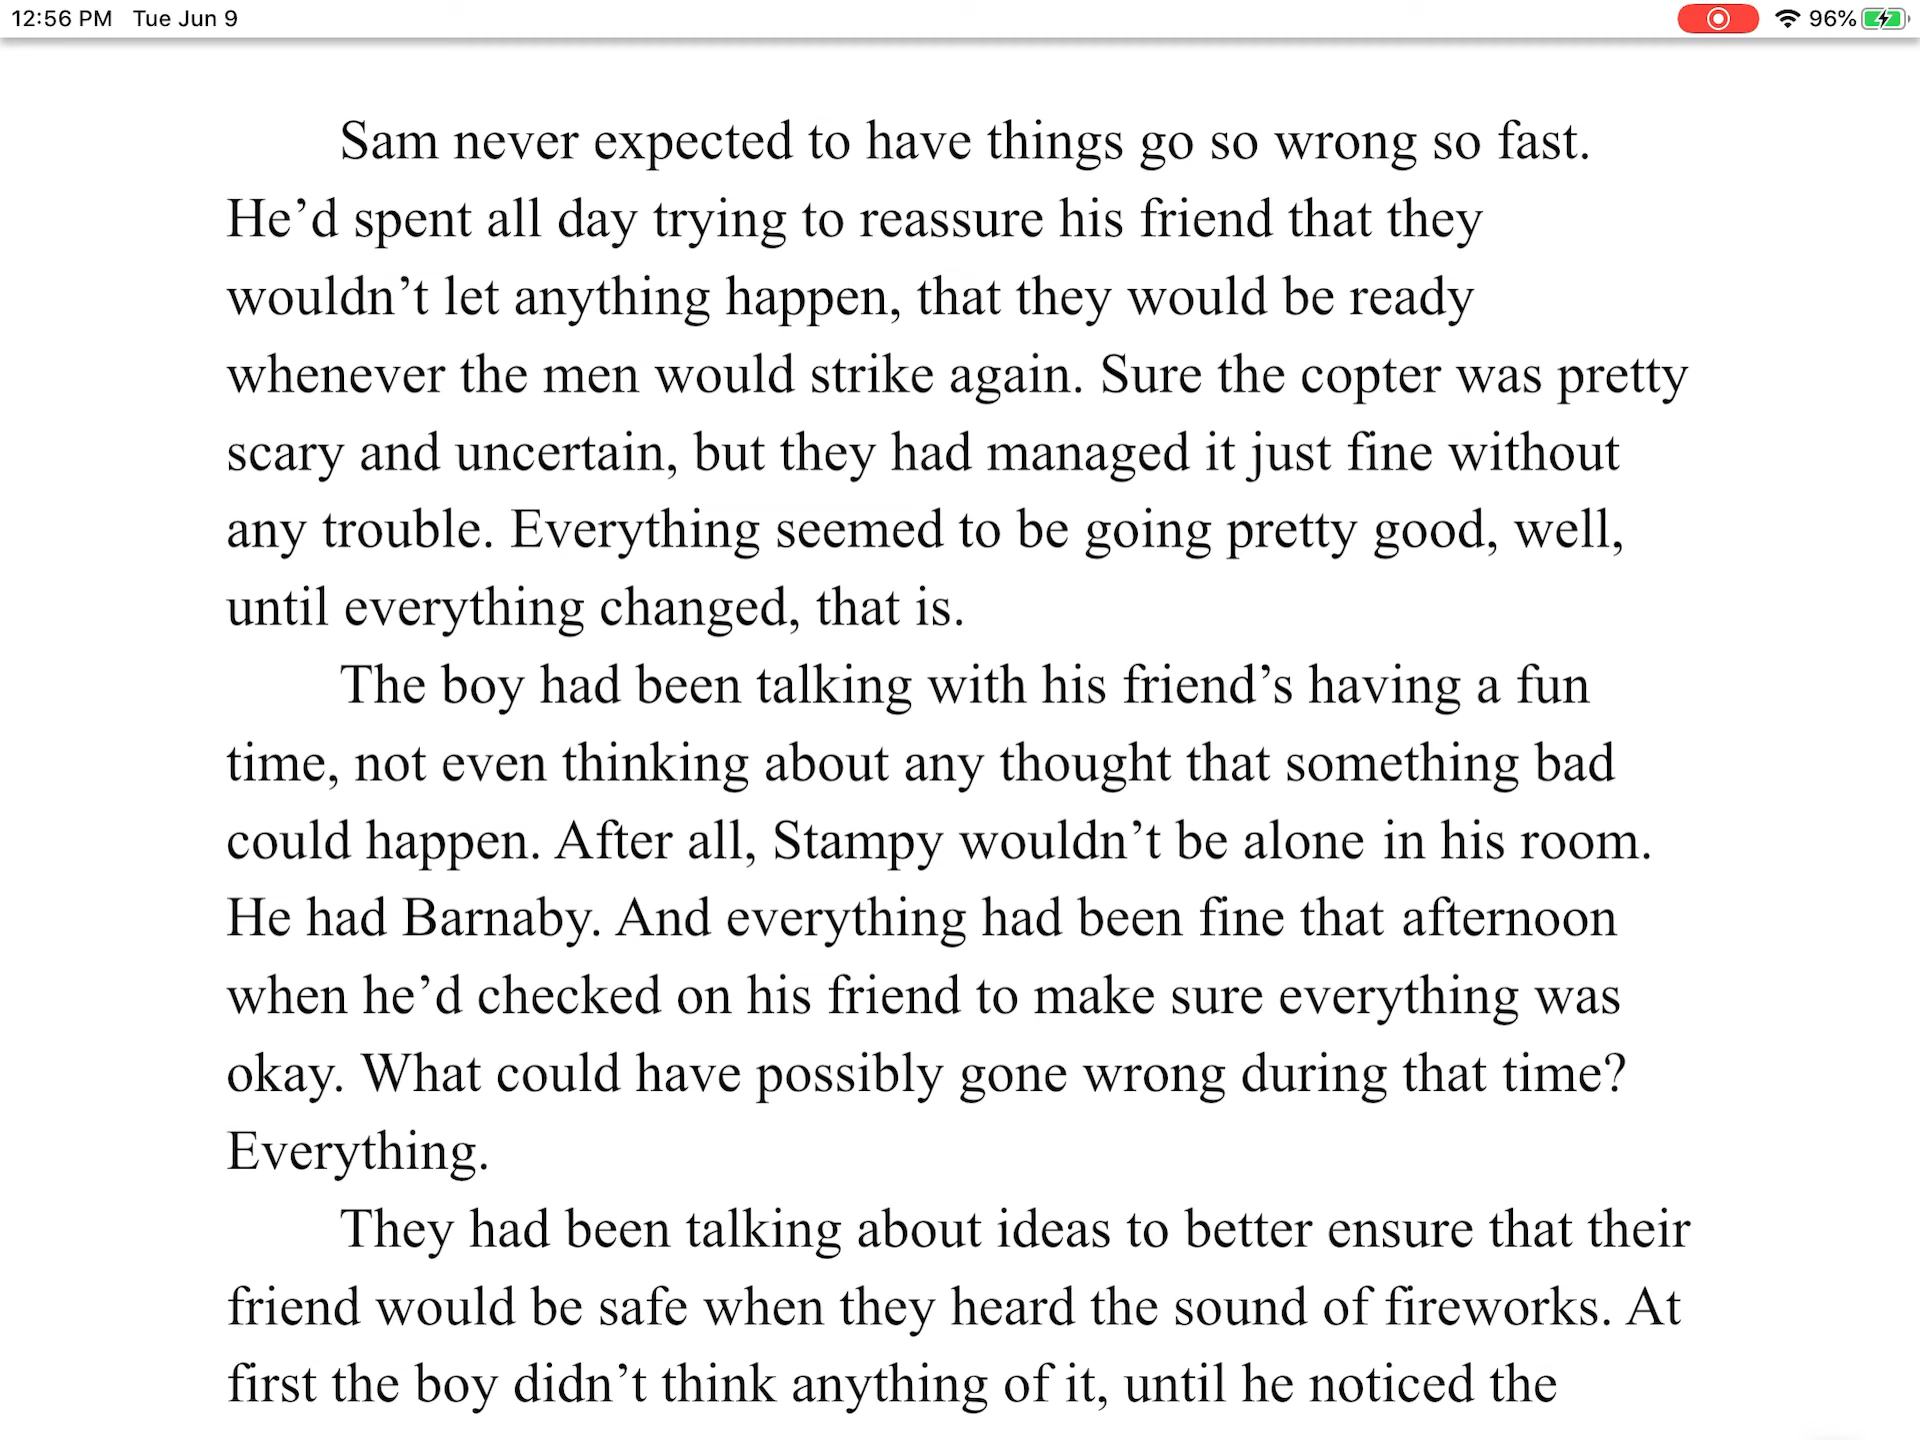 12:56 PM Tue Jun 9 96%
Sam never expected to have things go so wrong so fast.
He’d spent all day trying to reassure his friend that they
wouldn’t let anything happen, that they would be ready
whenever the men would strike again. Sure the copter was pretty
scary and uncertain, but they had managed it just fine without
any trouble. Everything seemed to be going pretty good, well,
until everything changed, that is.
The boy had been talking with his friend’s having a fun
time, not even thinking about any thought that something bad
could happen. After all, Stampy wouldn’t be alone in his room.
He had Barnaby. And everything had been fine that afternoon
when he’d checked on his friend to make sure everything was
okay. What could have possibly gone wrong during that time?
Everything.
They had been talking about ideas to better ensure that their
friend would be safe when they heard the sound of fireworks. At
first the boy didn’t think anything of it, until he noticed the